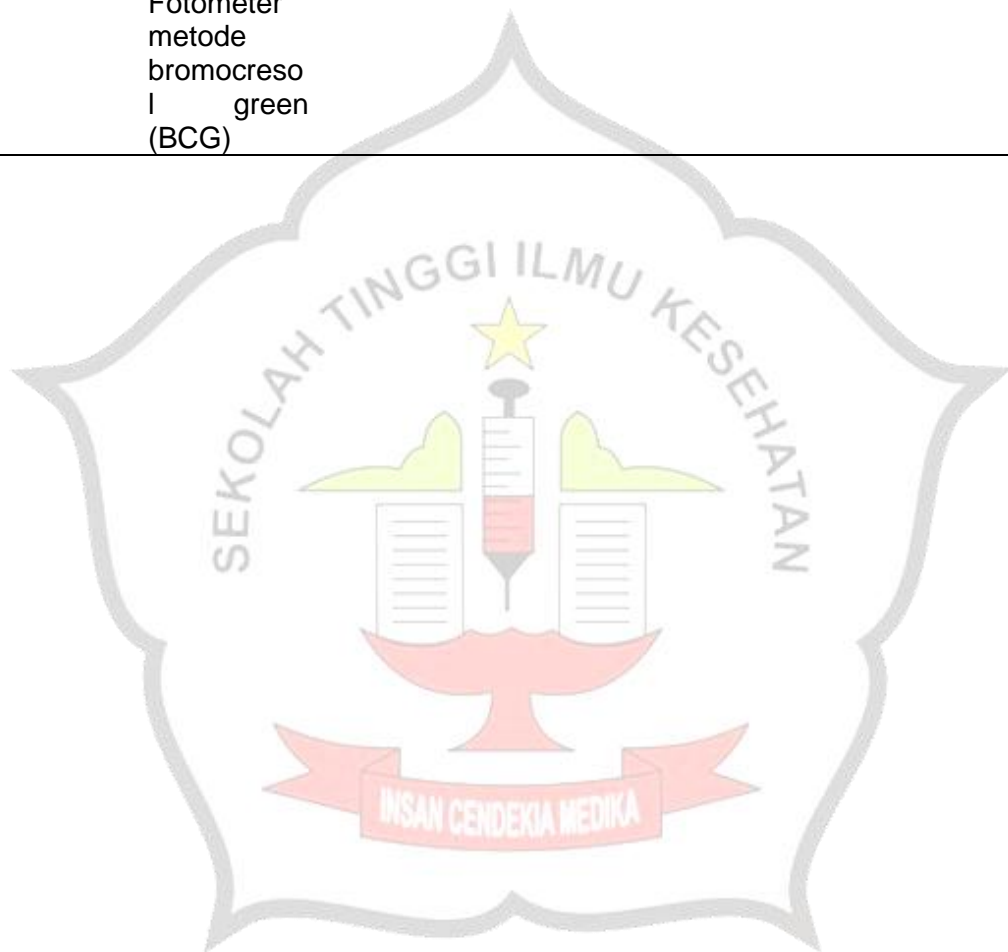 Fotometer
metode
bromocreso
l green
(BCG)
SEKOLAH TINGGI ILMU KESEHATAN
INSAN CENDEKIA MEDIKA